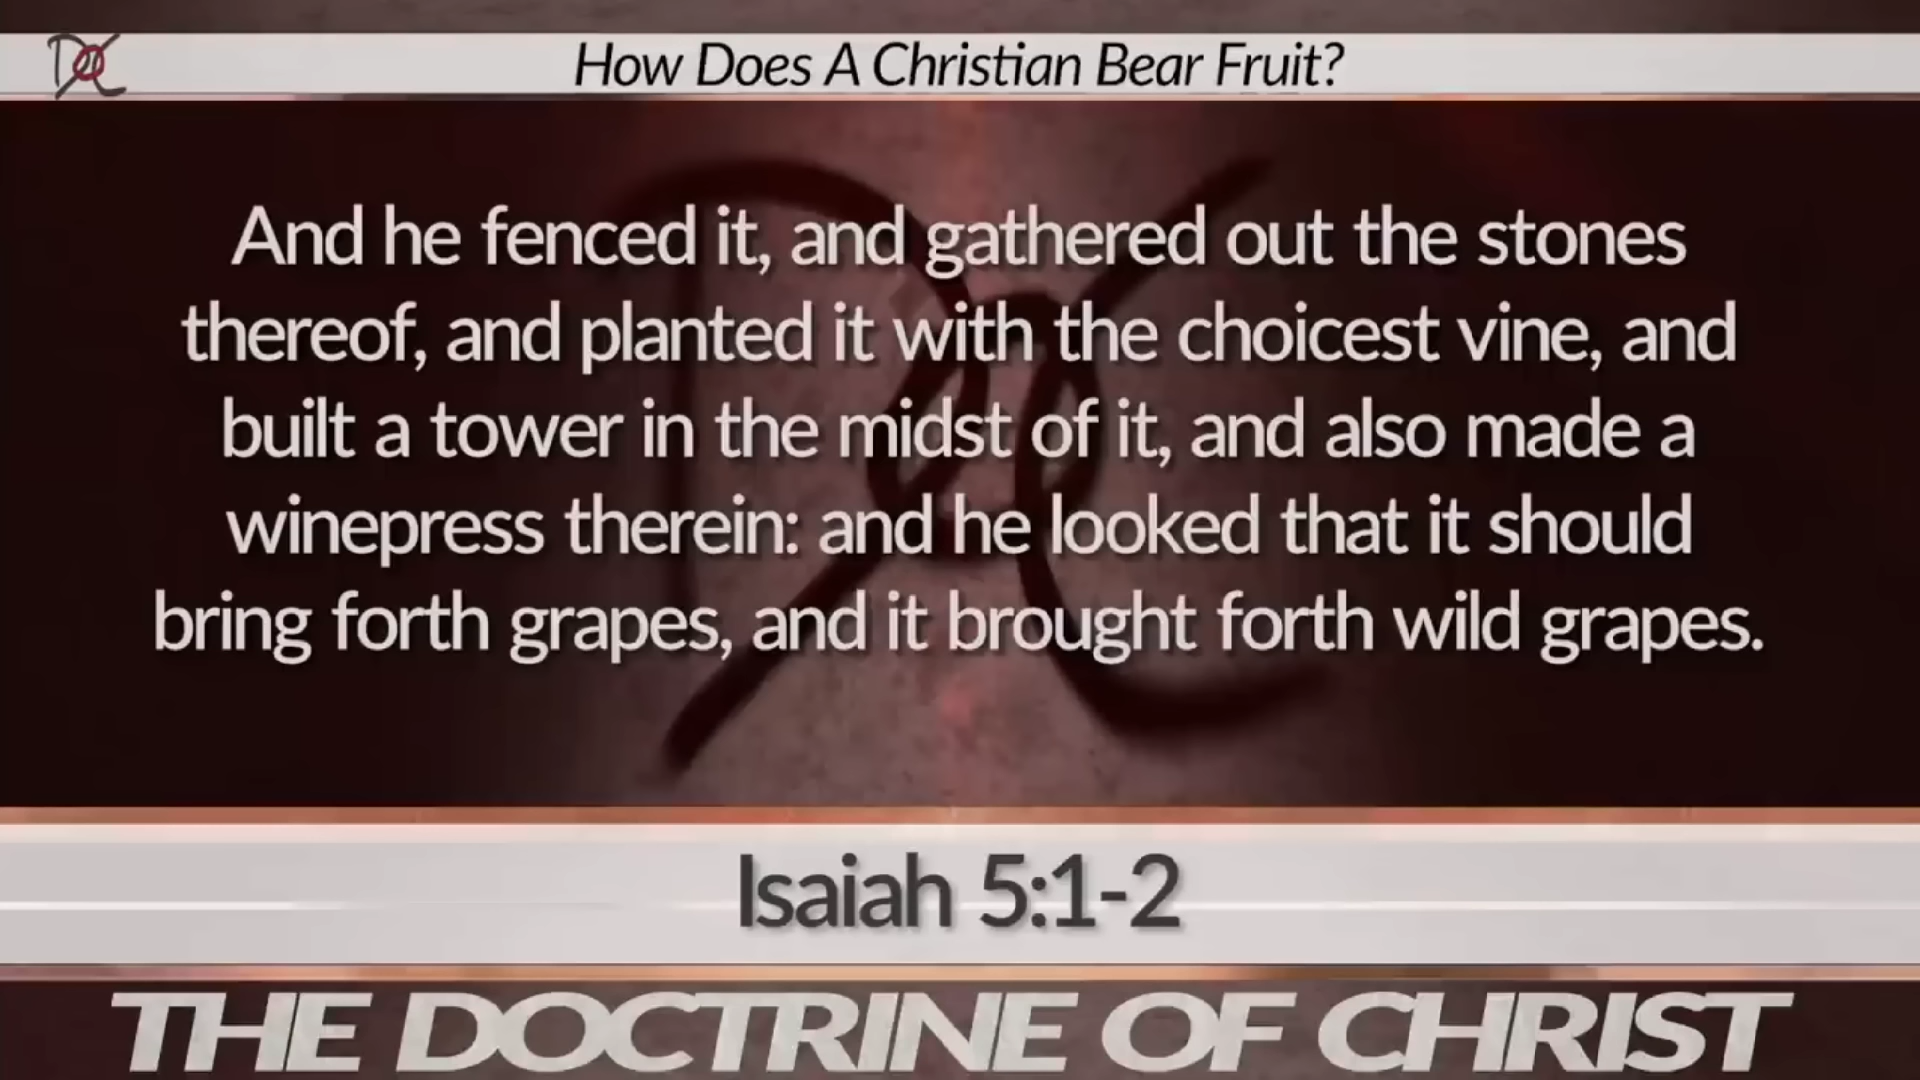 How Does A Christian Bear Fruit?
And he fenced it, and gathered out the stones
thereof, and planted it with the choicest vine, and
built a tower in the midst of it, and also made a
winepress therein: and he looked that it should
bring forth grapes, and it brought forth wild grapes.
Isaiah 5:1-2
THE DOCTRINE OF CHRIST